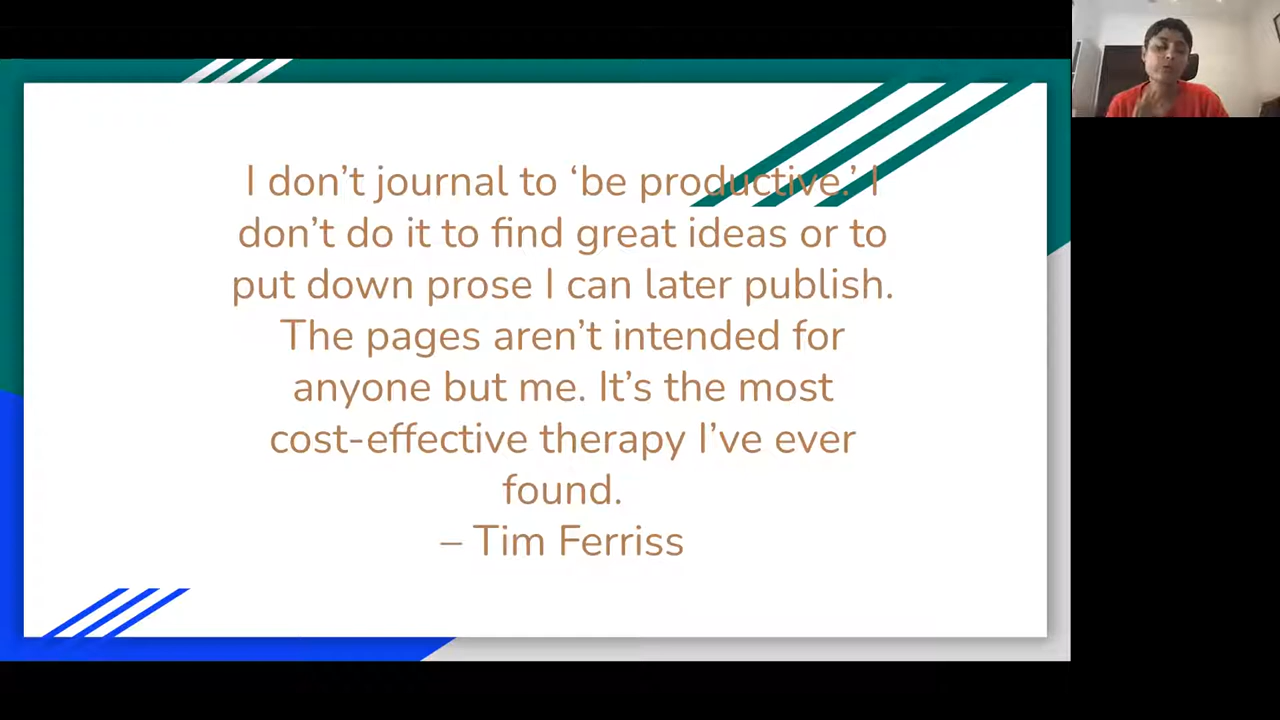 I don’t journal to ‘be productive.’ I
don’t do it to find great ideas or to
put down prose I can later publish.
The pages aren’t intended for
anyone but me. It’s the most
cost-effective therapy I’ve ever
found.
– Tim Ferriss